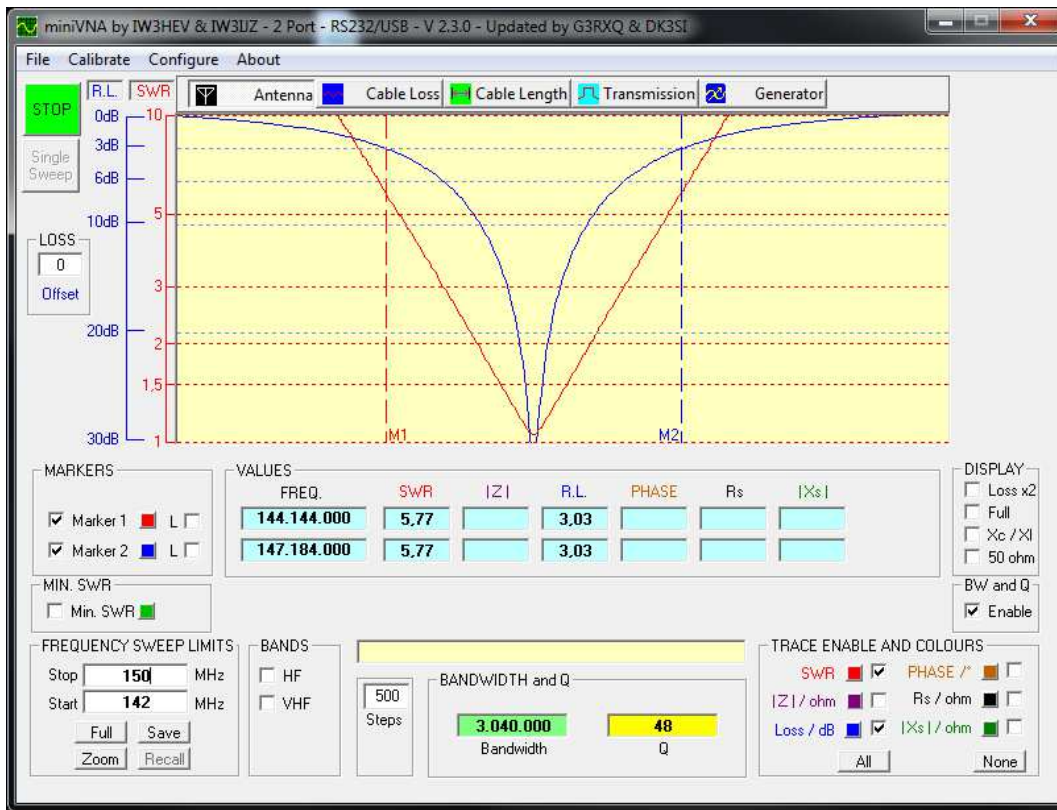 miniVNA by IW3HEV & IW3IJZ - 2 Port - RS232/USB - V 2.3.0 - Updated by G3RXQ & DK3SI
File Calibrate Configure About
STOP R.L. SWR Antenna Cable Loss Cable Length Transmission Generator
0dB 10
3dB
Single Sweep
6dB
5
10dB
LOSS
0
Offset
3
20dB
2
1,5
30dB 1
M1 M2
MARKERS
Marker 1 L
Marker 2 L
VALUES
FREQ. SWR |Z| R.L. PHASE Rs |Xs|
144.144.000 5,77 3,03
147.184.000 5,77 3,03
DISPLAY
Loss x2
Full
Xc / Xl
50 ohm
MIN. SWR
Min. SWR
BW and Q
Enable
FREQUENCY SWEEP LIMITS
Stop 150 MHz
Start 142 MHz
Full Save
Zoom Recall
BANDS
HF
VHF
500
Steps
BANDWIDTH and Q
3.040.000 48
Bandwidth Q
TRACE ENABLE AND COLOURS
SWR PHASE /°
|Z| / ohm Rs / ohm
Loss / dB |Xs| / ohm
All None